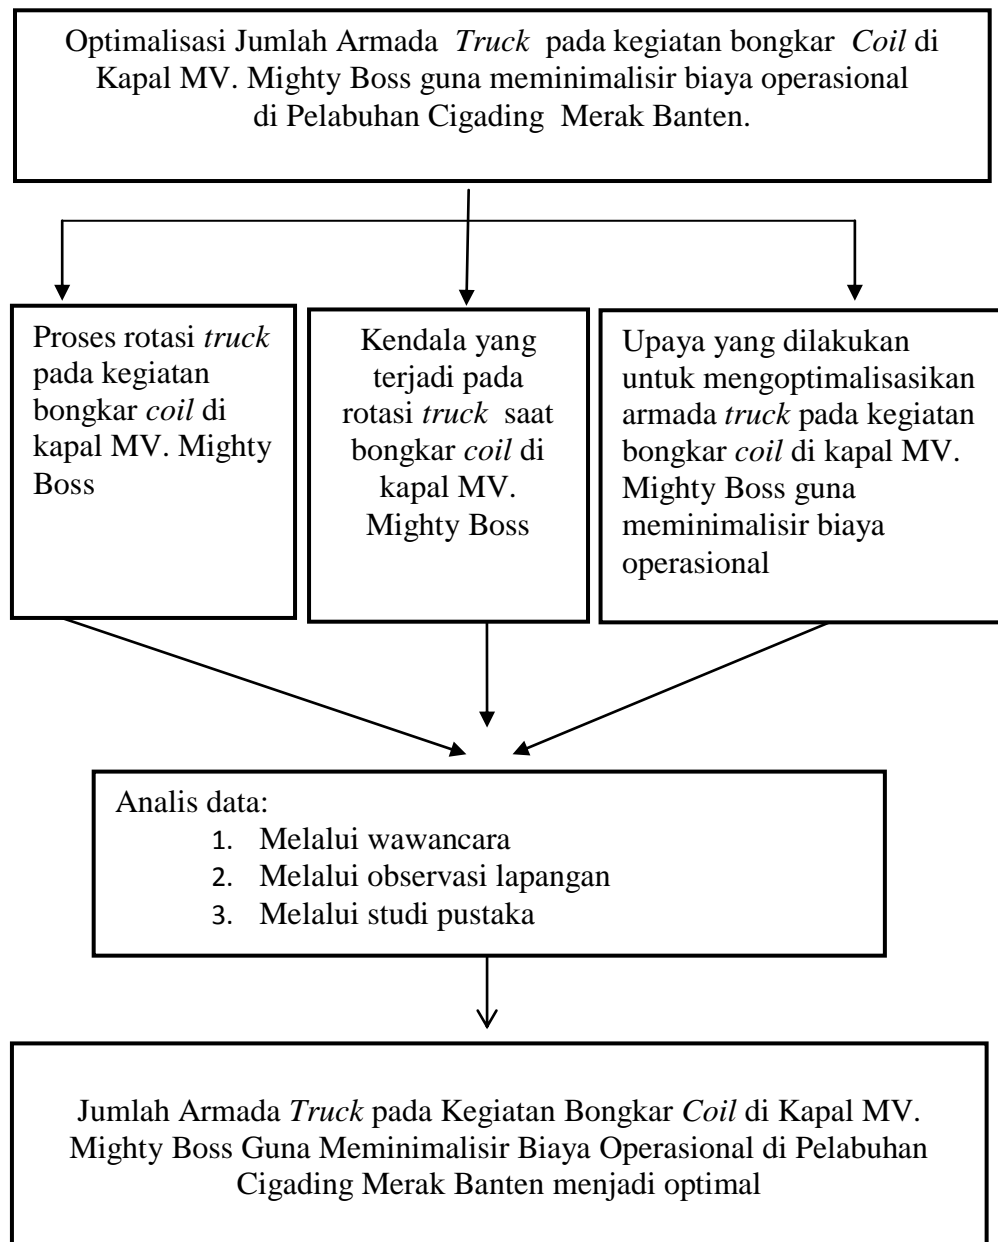 Optimalisasi Jumlah Armada Truck pada kegiatan bongkar Coil di
Kapal MV. Mighty Boss guna meminimalisir biaya operasional
di Pelabuhan Cigading Merak Banten.
Proses rotasi truck
pada kegiatan
bongkar coil di
kapal MV. Mighty
Boss
Kendala yang
terjadi pada
rotasi truck saat
bongkar coil di
kapal MV.
Mighty Boss
Upaya yang dilakukan
untuk mengoptimalisasikan
armada truck pada kegiatan
bongkar coil di kapal MV.
Mighty Boss guna
meminimalisir biaya
operasional
Analis data:
1. Melalui wawancara
2. Melalui observasi lapangan
3. Melalui studi pustaka
Jumlah Armada Truck pada Kegiatan Bongkar Coil di Kapal MV.
Mighty Boss Guna Meminimalisir Biaya Operasional di Pelabuhan
Cigading Merak Banten menjadi optimal